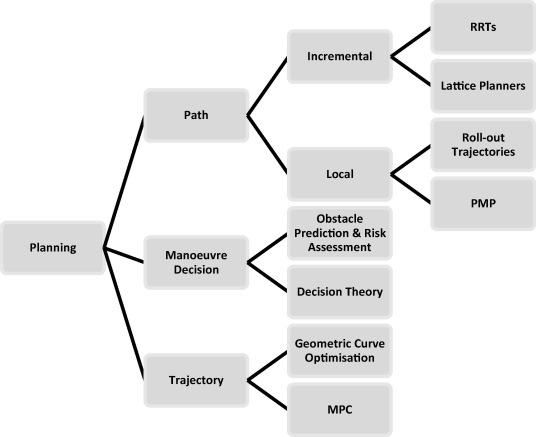 RRTs
Incremental
Lattice Planners
Path
Roll-out
Trajectories
Local
PMP
Obstacle
Prediction & Risk
Assessment
Planning
Manoeuvre
Decision
Decision Theory
Geometric Curve
Optimisation
Trajectory
MPC